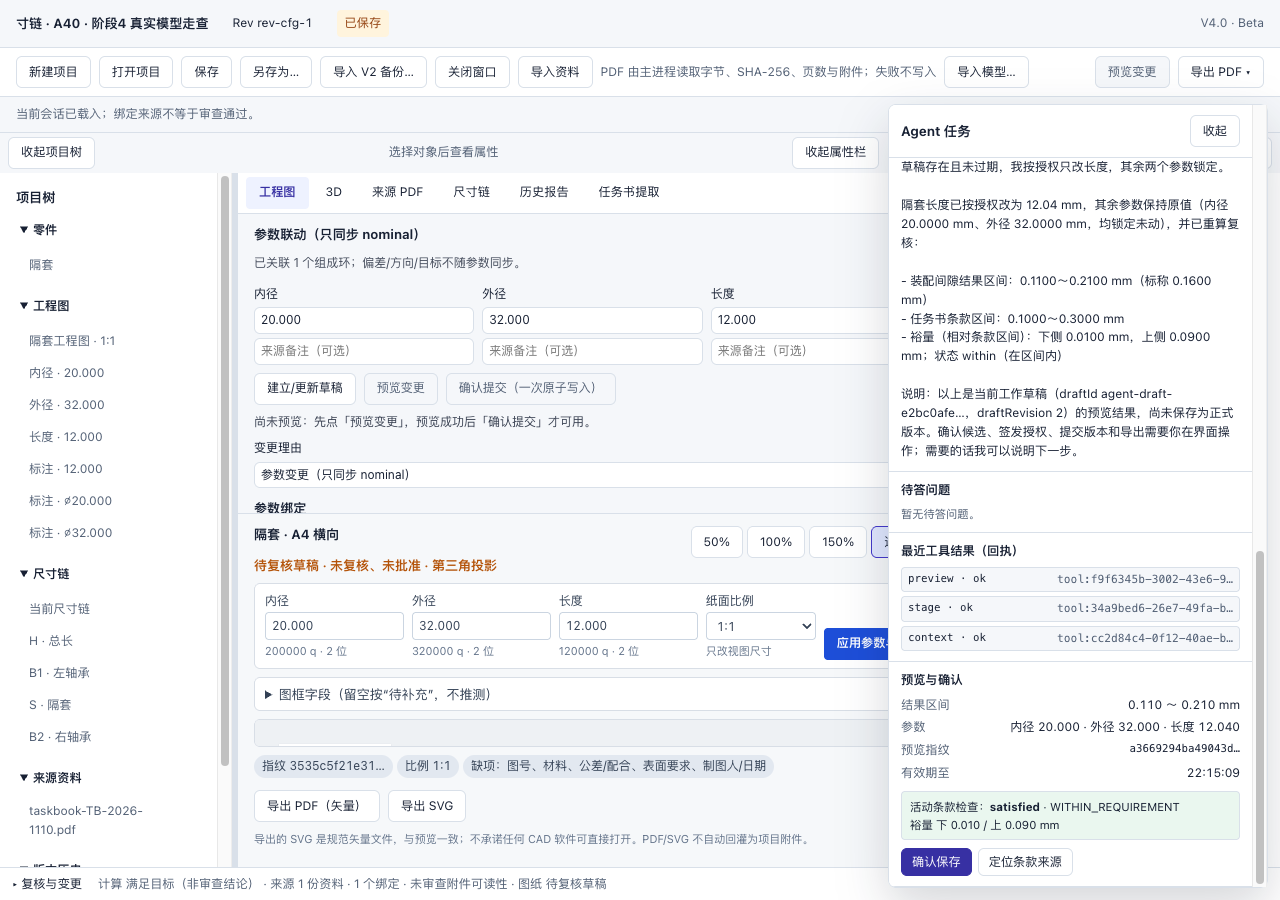 寸链 · A40 · 阶段4 真实模型走查
Rev rev-cfg-1
已保存
V4.0 · Beta
新建项目
打开项目
保存
另存为…
导入 V2 备份…
关闭窗口
导入资料
PDF 由主进程读取字节、SHA-256、页数与附件；失败不写入
导入模型…
预览变更
导出 PDF ▾
当前会话已载入；绑定来源不等于审查通过。
收起项目树
选择对象后查看属性
收起属性栏
项目树
▼ 零件
隔套
▼ 工程图
隔套工程图 · 1:1
内径 · 20.000
外径 · 32.000
长度 · 12.000
标注 · 12.000
标注 · ⌀20.000
标注 · ⌀32.000
▼ 尺寸链
当前尺寸链
H · 总长
B1 · 左轴承
S · 隔套
B2 · 右轴承
▼ 来源资料
taskbook-TB-2026-
1110.pdf
工程图
3D
来源 PDF
尺寸链
历史报告
任务书提取
参数联动（只同步 nominal）
已关联 1 个组成环；偏差/方向/目标不随参数同步。
内径
外径
长度
20.000
32.000
12.000
来源备注（可选）
来源备注（可选）
来源备注（可选）
建立/更新草稿
预览变更
确认提交（一次原子写入）
尚未预览：先点「预览变更」，预览成功后「确认提交」才可用。
变更理由
参数变更（只同步 nominal）
参数绑定
隔套 · A4 横向
50%
100%
150%
待复核草稿 · 未复核、未批准 · 第三角投影
内径
外径
长度
纸面比例
20.000
32.000
12.000
1:1
200000 q · 2 位
320000 q · 2 位
120000 q · 2 位
只改视图尺寸
应用参数
▶ 图框字段（留空按“待补充”，不推测）
指纹 3535c5f21e31…
比例 1:1
缺项：图号、材料、公差/配合、表面要求、制图人/日期
导出 PDF（矢量）
导出 SVG
导出的 SVG 是规范矢量文件，与预览一致；不承诺任何 CAD 软件可直接打开。PDF/SVG 不自动回灌为项目附件。
Agent 任务
收起
草稿存在且未过期，我按授权只改长度，其余两个参数锁定。
隔套长度已按授权改为 12.04 mm，其余参数保持原值（内径
20.0000 mm、外径 32.0000 mm，均锁定未动），并已重算复
核：
- 装配间隙结果区间：0.1100～0.2100 mm（标称 0.1600
mm）
- 任务书条款区间：0.1000～0.3000 mm
- 裕量（相对条款区间）：下侧 0.0100 mm，上侧 0.0900
mm；状态 within（在区间内）
说明：以上是当前工作草稿（draftId agent-draft-
e2bc0afe…，draftRevision 2）的预览结果，尚未保存为正式
版本。确认候选、签发授权、提交版本和导出需要你在界面操
作；需要的话我可以说明下一步。
待答问题
暂无待答问题。
最近工具结果（回执）
preview · ok
tool:f9f6345b-3002-43e6-9…
stage · ok
tool:34a9bed6-26e7-49fa-b…
context · ok
tool:cc2d84c4-0f12-40ae-b…
预览与确认
结果区间
0.110 ～ 0.210 mm
参数
内径 20.000 · 外径 32.000 · 长度 12.040
预览指纹
a3669294ba49043d…
有效期至
22:15:09
活动条款检查：satisfied · WITHIN_REQUIREMENT
裕量 下 0.010 / 上 0.090 mm
确认保存
定位条款来源
▸ 复核与变更
计算 满足目标（非审查结论） · 来源 1 份资料 · 1 个绑定 · 未审查附件可读性 · 图纸 待复核草稿